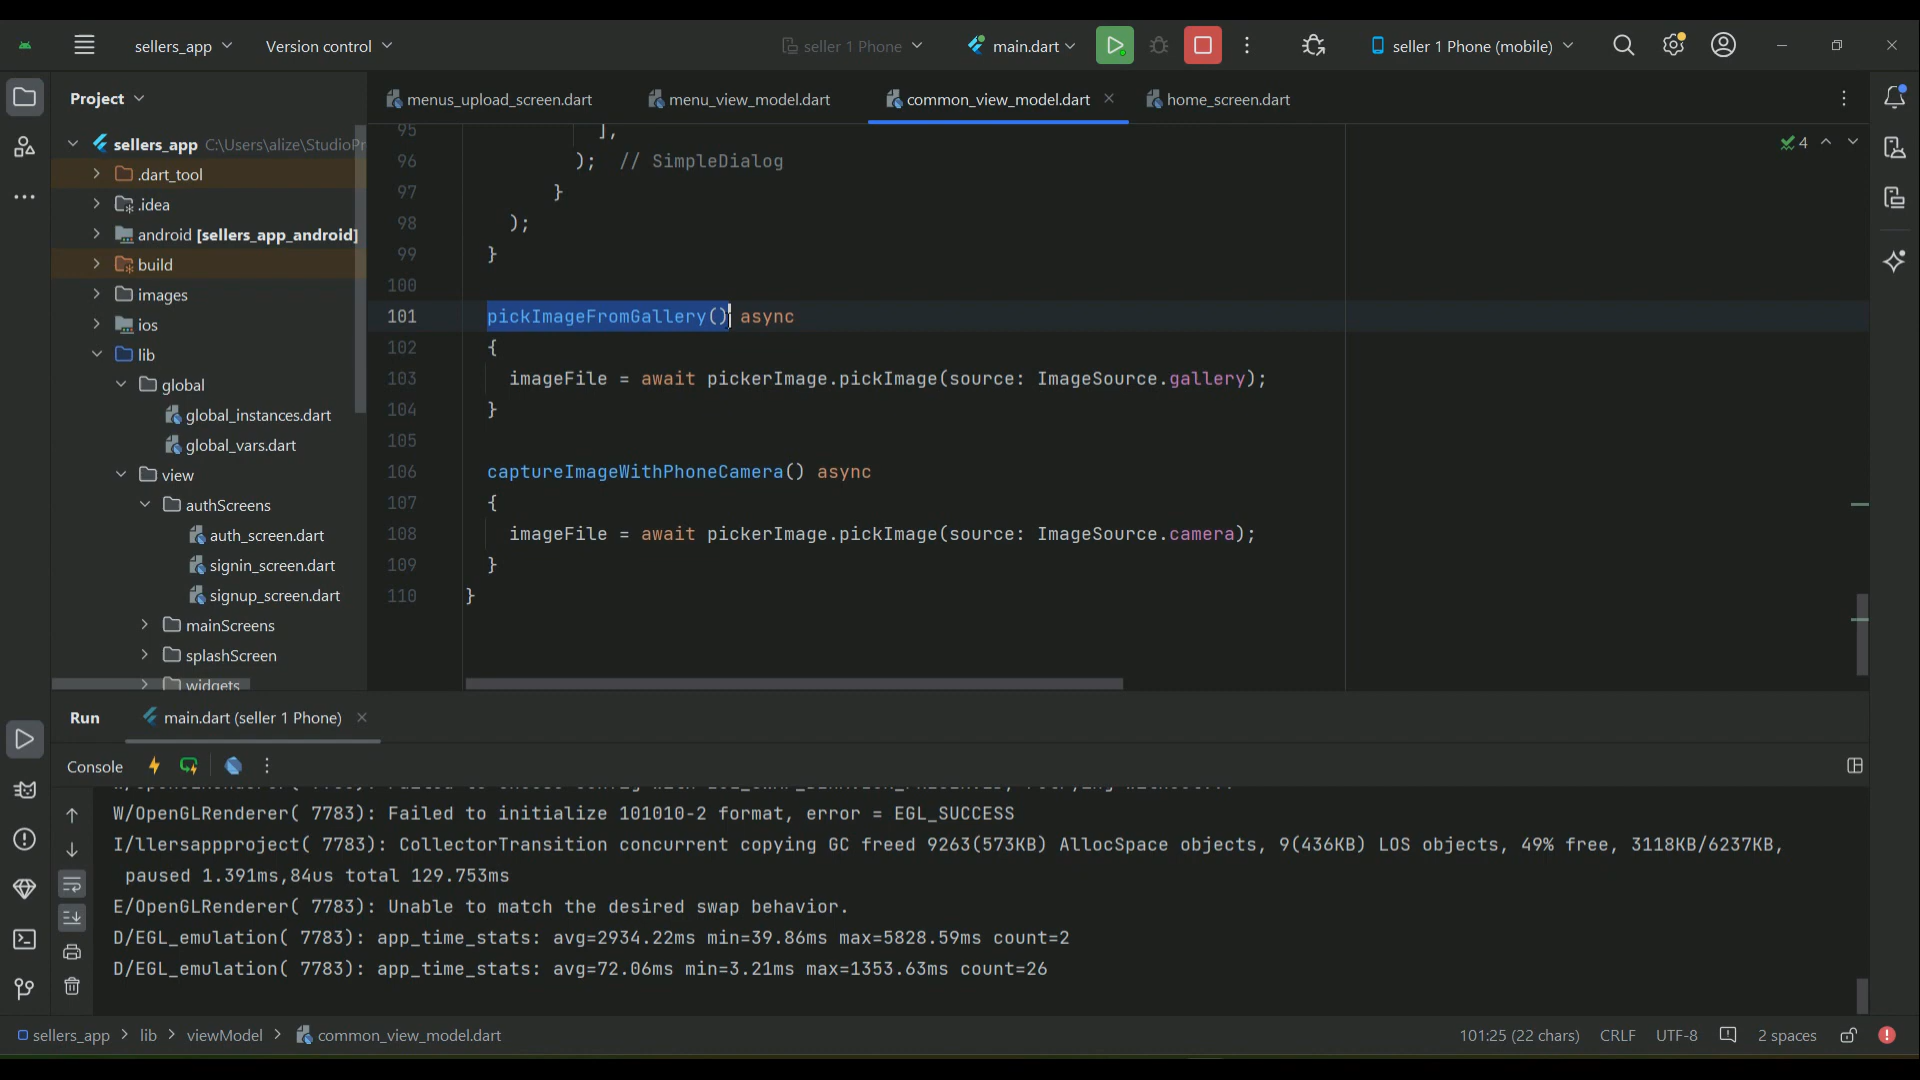 sellers_app
Version control
seller 1 Phone
main.dart
seller 1 Phone (mobile)
Project
menus_upload_screen.dart
menu_view_model.dart
common_view_model.dart
home_screen.dart
sellers_app C:\Users\alize\StudioPr
.dart_tool
.idea
android [sellers_app_android]
build
images
ios
lib
global
global_instances.dart
global_vars.dart
view
authScreens
auth_screen.dart
signin_screen.dart
signup_screen.dart
mainScreens
splashScreen
widgets
4
95 ],
96 ); // SimpleDialog
97 }
98 );
99 }
100
101 pickImageFromGallery() async
102 {
103 imageFile = await pickerImage.pickImage(source: ImageSource.gallery);
104 }
105
106 captureImageWithPhoneCamera() async
107 {
108 imageFile = await pickerImage.pickImage(source: ImageSource.camera);
109 }
110 }
Run
main.dart (seller 1 Phone)
Console
W/OpenGLRenderer( 7783): Failed to initialize 101010-2 format, error = EGL_SUCCESS
I/llersappproject( 7783): CollectorTransition concurrent copying GC freed 9263(573KB) AllocSpace objects, 9(436KB) LOS objects, 49% free, 3118KB/6237KB,
paused 1.391ms,84us total 129.753ms
E/OpenGLRenderer( 7783): Unable to match the desired swap behavior.
D/EGL_emulation( 7783): app_time_stats: avg=2934.22ms min=39.86ms max=5828.59ms count=2
D/EGL_emulation( 7783): app_time_stats: avg=72.06ms min=3.21ms max=1353.63ms count=26
sellers_app > lib > viewModel > common_view_model.dart
101:25 (22 chars)
CRLF
UTF-8
2 spaces